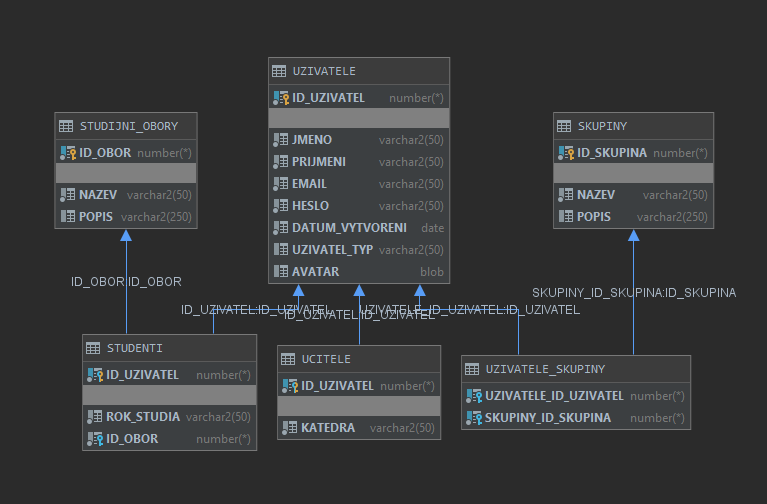 UZIVATELE
ID_UZIVATEL number(*)
JMENO varchar2(50)
PRIJMENI varchar2(50)
EMAIL varchar2(50)
HESLO varchar2(50)
DATUM_VYTVORENI date
UZIVATEL_TYP varchar2(50)
AVATAR blob
STUDIJNI_OBORY
ID_OBOR number(*)
NAZEV varchar2(50)
POPIS varchar2(250)
SKUPINY
ID_SKUPINA number(*)
NAZEV varchar2(50)
POPIS varchar2(250)
ID_OBOR:ID_OBOR
ID_UZIVATEL:ID_UZIVATEL
ID_UZIVATEL:ID_UZIVATEL
UZIVATELE_ID_UZIVATEL:ID_UZIVATEL
SKUPINY_ID_SKUPINA:ID_SKUPINA
STUDENTI
ID_UZIVATEL number(*)
ROK_STUDIA varchar2(50)
ID_OBOR number(*)
UCITELE
ID_UZIVATEL number(*)
KATEDRA varchar2(50)
UZIVATELE_SKUPINY
UZIVATELE_ID_UZIVATEL number(*)
SKUPINY_ID_SKUPINA number(*)